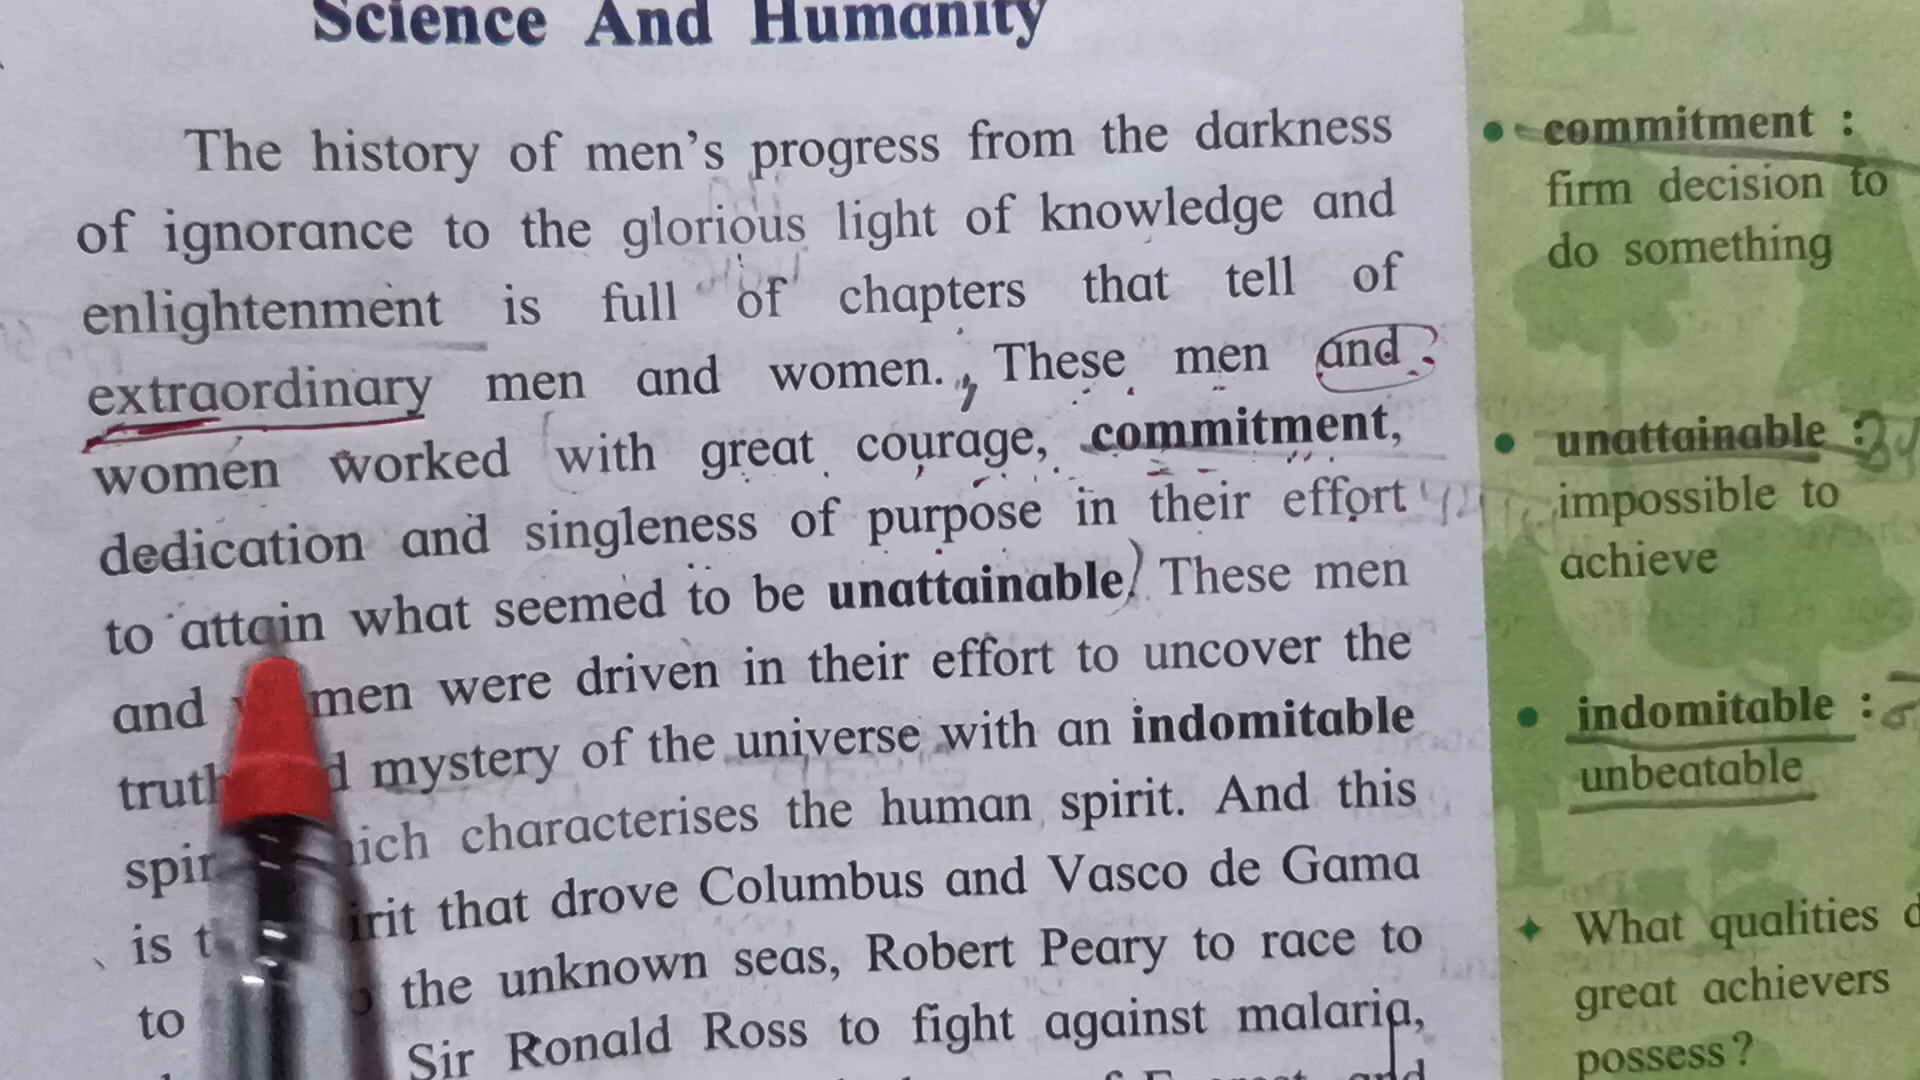 Science And Humanity
The history of men's progress from the darkness
of ignorance to the glorious light of knowledge and
enlightenment is full of chapters that tell of
extraordinary men and women. These men and
women worked with great courage, commitment,
dedication and singleness of purpose in their effort
to attain what seemed to be unattainable. These men
and men were driven in their effort to uncover the
truth mystery of the universe with an indomitable
characterises the human spirit. And this
is that drove Columbus and Vasco de Gama
to the unknown seas, Robert Peary to race to
Sir Ronald Ross to fight against malaria,
and
commitment :
firm decision to
do something
unattainable :
impossible to
achieve
indomitable :
unbeatable
What qualities
great achievers
possess?